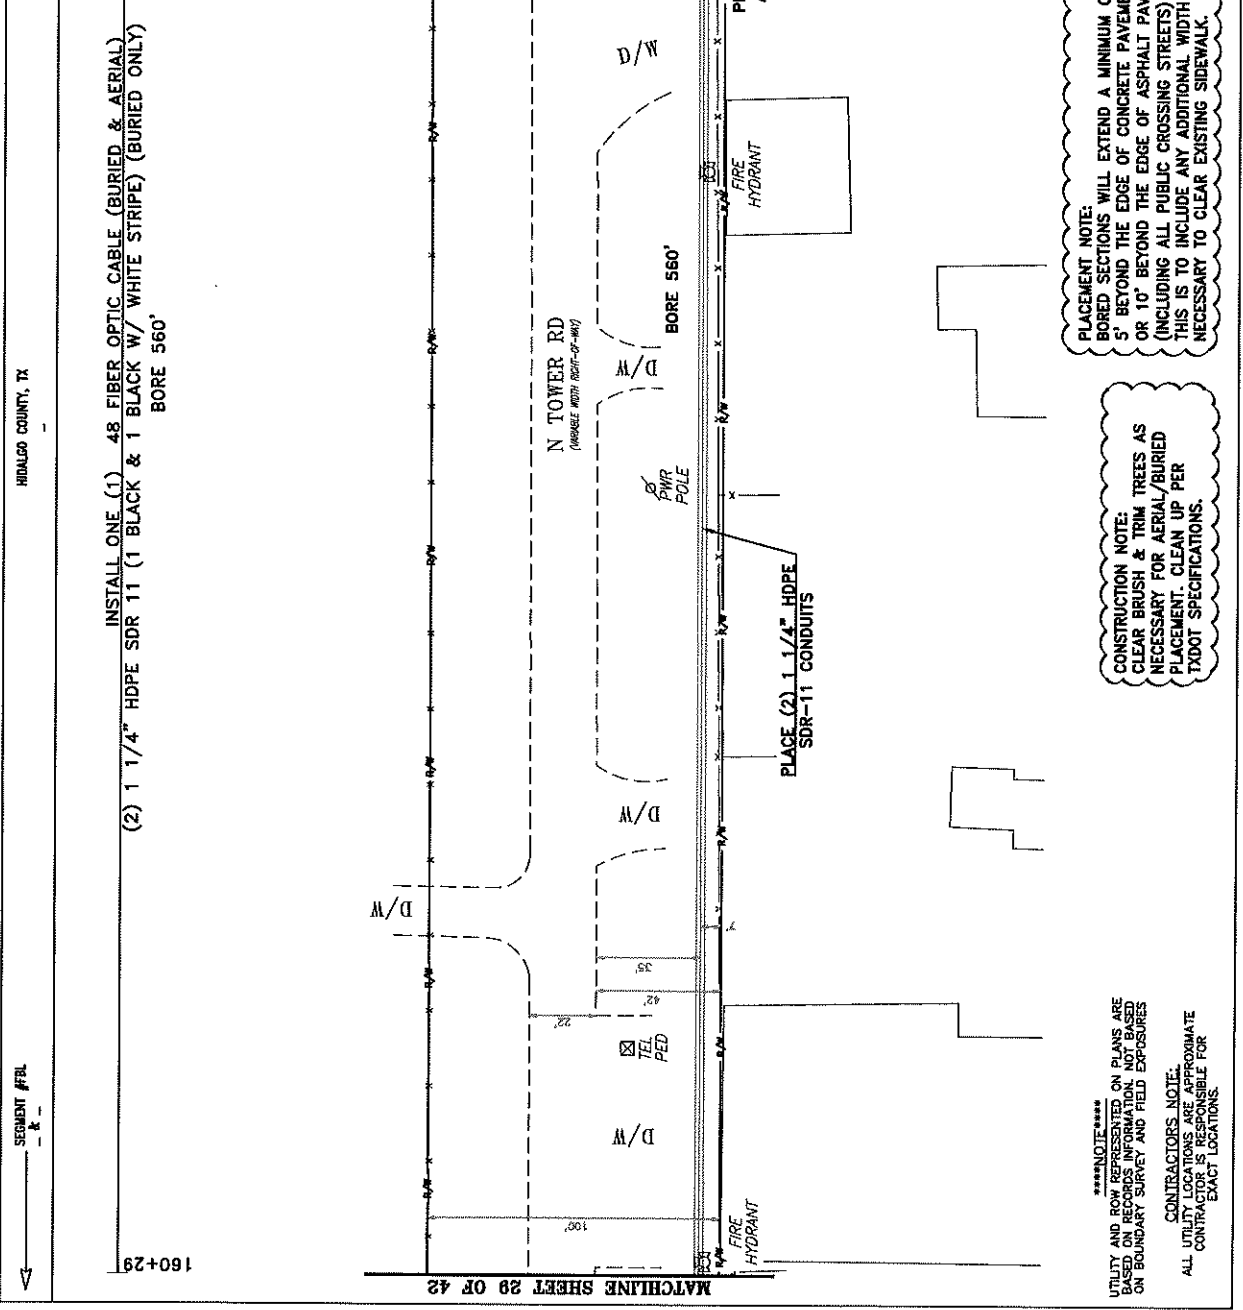 HIDALGO COUNTY, TX
-
SEGMENT #FBL
_ & _
INSTALL ONE (1) 48 FIBER OPTIC CABLE (BURIED & AERIAL)
(2) 1 1/4" HDPE SDR 11 (1 BLACK & 1 BLACK W/ WHITE STRIPE) (BURIED ONLY)
BORE 560'
160+29
MATCHLINE SHEET 29 OF 42
R/W
R/W
R/W
R/W
R/W
R/W
D/W
D/W
D/W
D/W
D/W
N TOWER RD
(VARIABLE WIDTH RIGHT-OF-WAY)
BORE 560'
PWR
POLE
TEL
PED
22'
35'
42'
7'
100'
R/W
R/W
R/W
R/W
R/W
R/W
FIRE
HYDRANT
FIRE
HYDRANT
PLACE (2) 1 1/4" HDPE
SDR-11 CONDUITS
PLACEMENT NOTE:
BORED SECTIONS WILL EXTEND A MINIMUM
5' BEYOND THE EDGE OF CONCRETE
OR 10' BEYOND THE EDGE OF ASPHALT
(INCLUDING ALL PUBLIC CROSSING STREETS)
THIS IS TO INCLUDE ANY ADDITIONAL WIDTH
NECESSARY TO CLEAR EXISTING SIDEWALK.
CONSTRUCTION NOTE:
CLEAR BRUSH & TRIM TREES AS
NECESSARY FOR AERIAL/BURIED
PLACEMENT. CLEAN UP PER
TXDOT SPECIFICATIONS.
****NOTE****
UTILITY AND ROW REPRESENTED ON PLANS ARE
BASED ON RECORDS INFORMATION. NOT BASED
ON BOUNDARY SURVEY AND FIELD EXPOSURES
CONTRACTORS NOTE:
ALL UTILITY LOCATIONS ARE APPROXIMATE
CONTRACTOR IS RESPONSIBLE FOR
EXACT LOCATIONS.